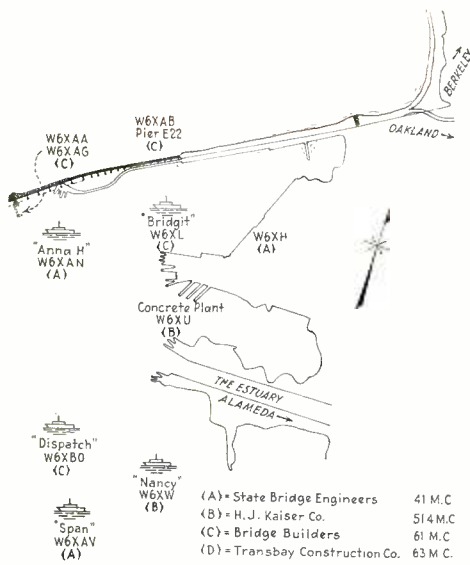 BERKELEY
W6XAB
Pier E22
(C)
OAKLAND
W6XAA
W6XAG
(C)
"Bridgit"
W6XL
(C)
W6XH
(A)
"Anna H"
W6XAN
(A)
Concrete Plant
W6XU
(B)
THE ESTUARY
ALAMEDA
"Dispatch"
W6XBO
(C)
"Nancy"
W6XW
(B)
"Span"
W6XAV
(A)
(A) = State Bridge Engineers 41 M.C
(B) = H.J. Kaiser Co. 51.4 M.C
(C) = Bridge Builders 61 M.C
(D) = Transbay Construction Co. 63 M.C.